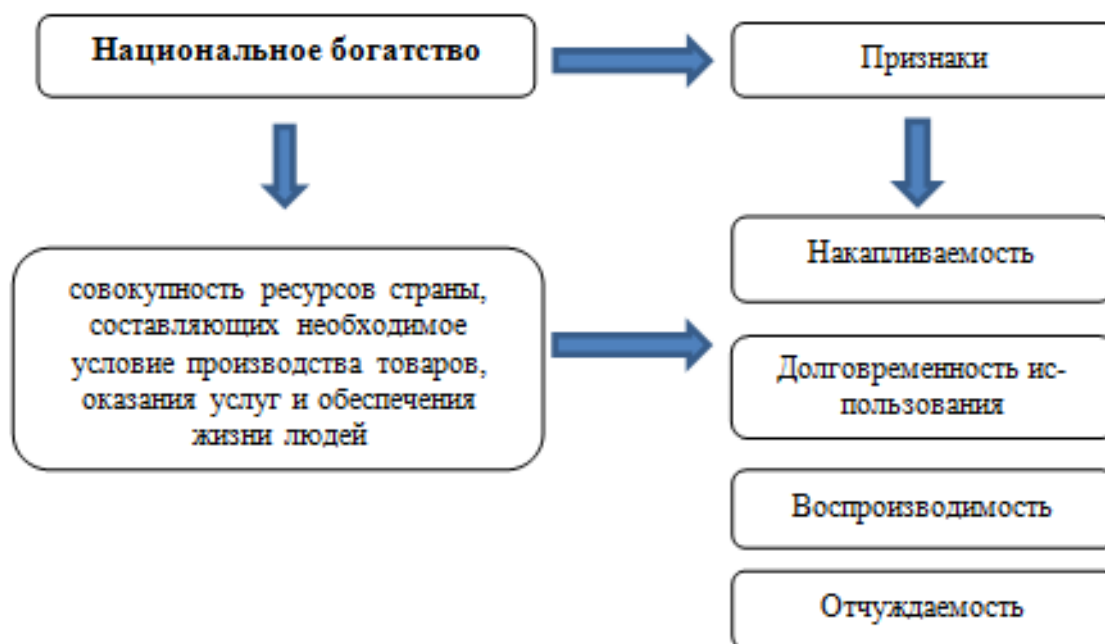 Национальное богатство
Признаки
совокупность ресурсов страны,
составляющих необходимое
условие производства товаров,
оказания услуг и обеспечения
жизни людей
Накапливаемость
Долговременность ис-
пользования
Воспроизводимость
Отчуждаемость